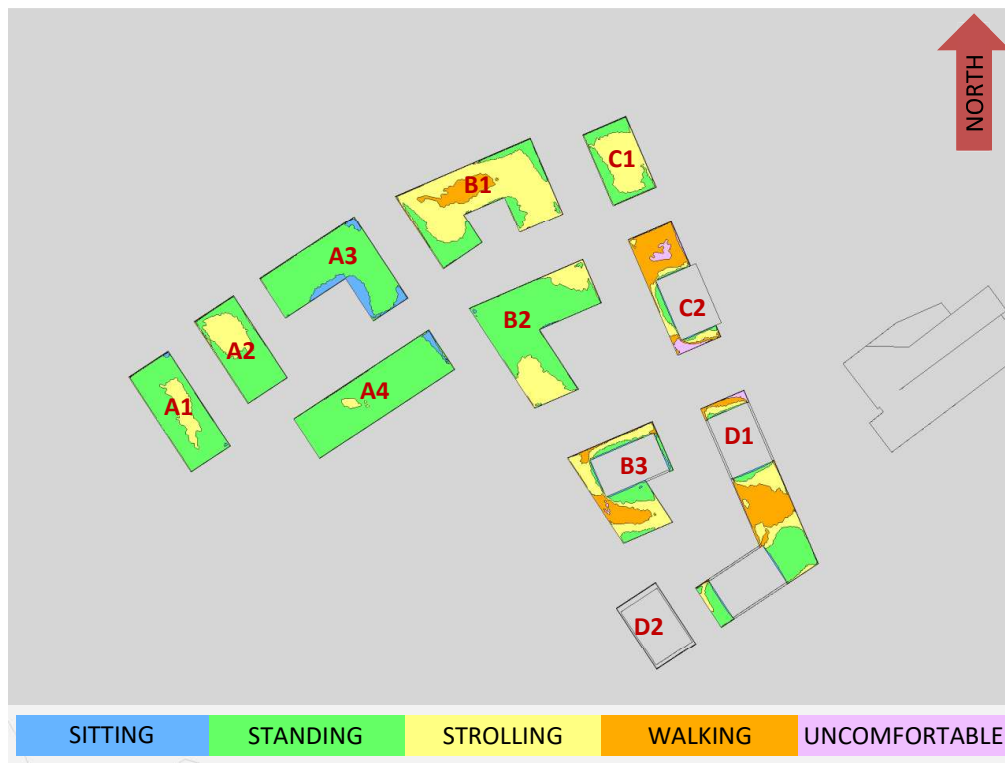 NORTH
C1
B1
A3
C2
B2
A2
A4
A1
D1
B3
D2
SITTING STANDING STROLLING WALKING UNCOMFORTABLE